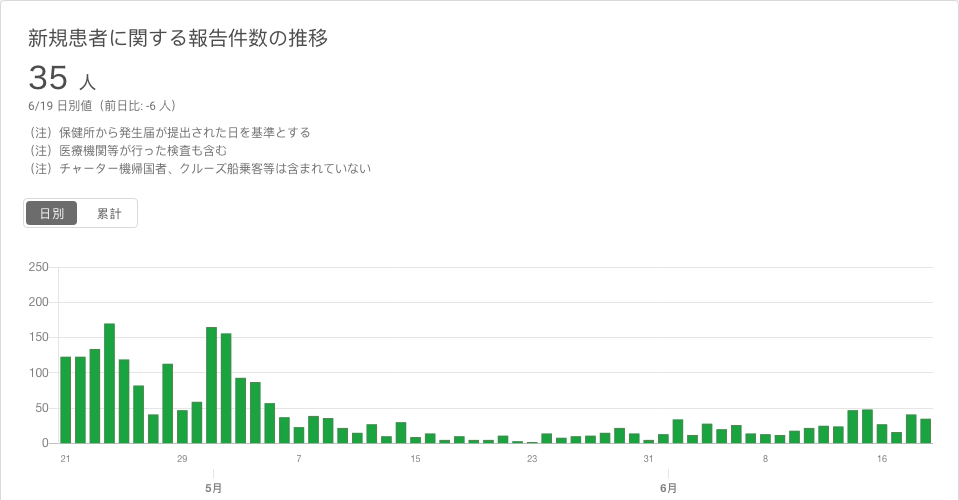 新規患者に関する報告件数の推移
35 人
6/19 日別値（前日比: -6 人）
（注）保健所から発生届が提出された日を基準とする
（注）医療機関等が行った検査も含む
（注）チャーター機帰国者、クルーズ船乗客等は含まれていない
日別 累計
250
200
150
100
50
0
21 29 7 15 23 31 8 16
5月 6月